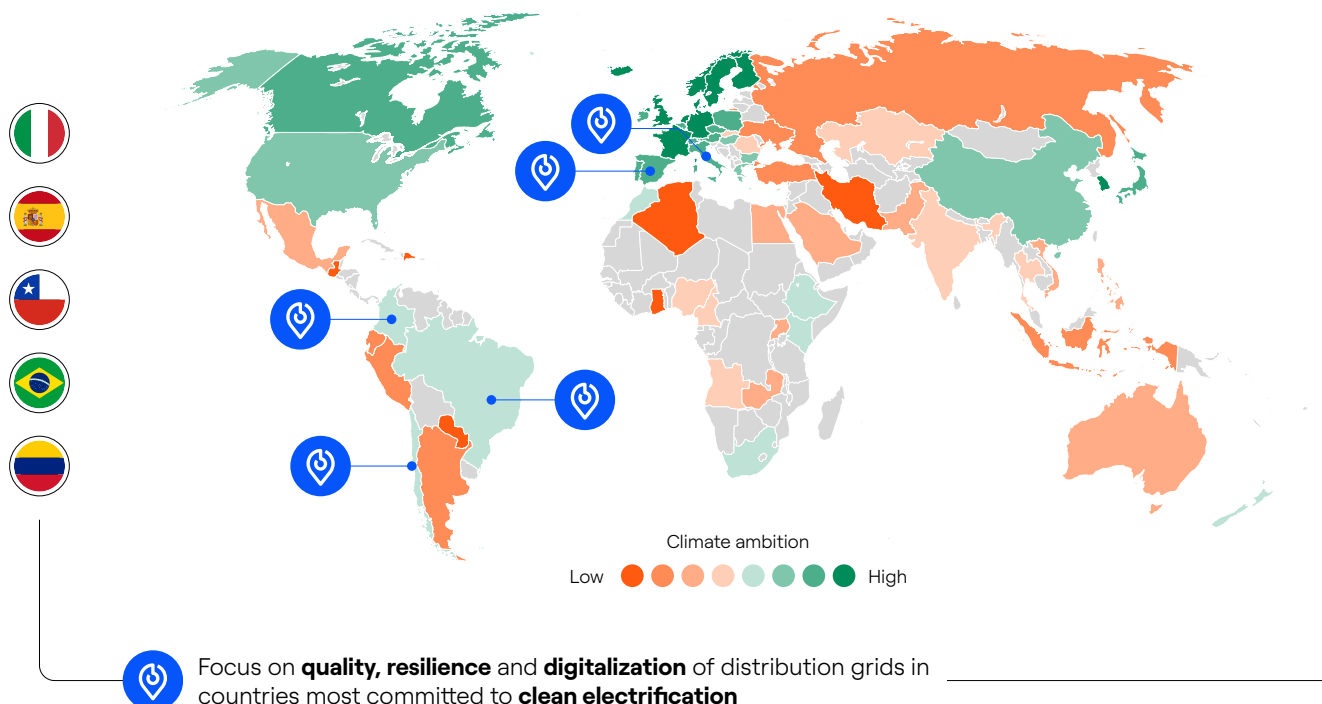 Climate ambition
Low
High
Focus on quality, resilience and digitalization of distribution grids in
countries most committed to clean electrification